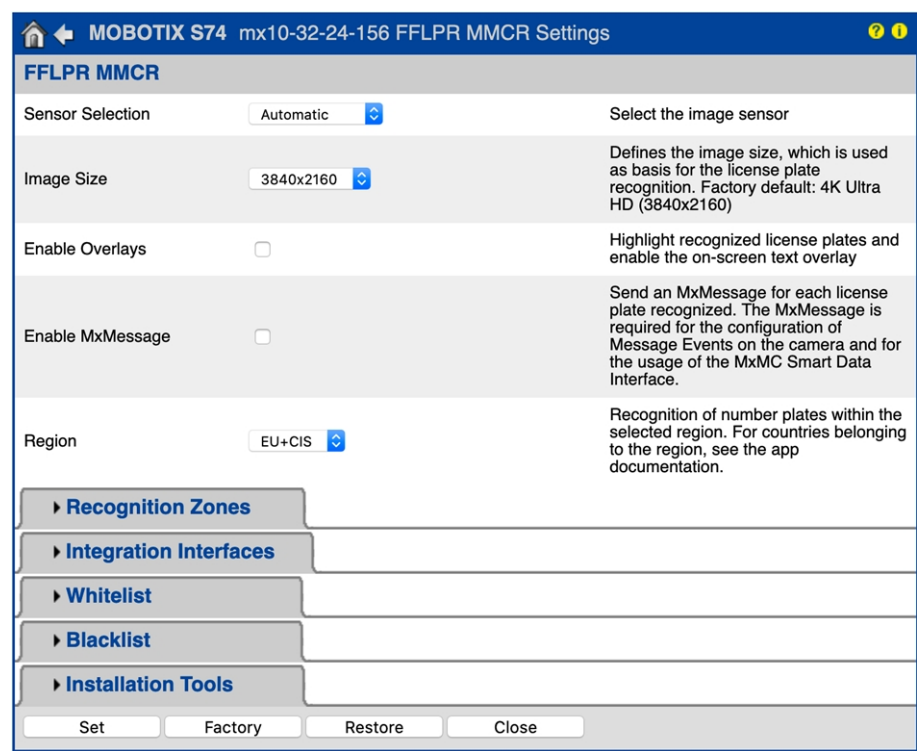 MOBOTIX S74 mx10-32-24-156 FFLPR MMCR Settings ? i
FFLPR MMCR
Sensor Selection
Automatic
Select the image sensor
Image Size
3840x2160
Defines the image size, which is used
as basis for the license plate
recognition. Factory default: 4K Ultra
HD (3840x2160)
Enable Overlays
Highlight recognized license plates and
enable the on-screen text overlay
Enable MxMessage
Send an MxMessage for each license
plate recognized. The MxMessage is
required for the configuration of
Message Events on the camera and for
the usage of the MxMC Smart Data
Interface.
Region
EU+CIS
Recognition of number plates within the
selected region. For countries belonging
to the region, see the app
documentation.
Recognition Zones
Integration Interfaces
Whitelist
Blacklist
Installation Tools
Set Factory Restore Close